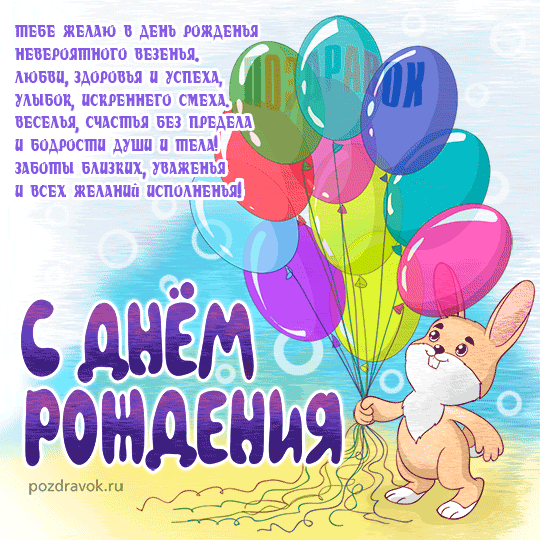 ТЕБЕ ЖЕЛАЮ В ДЕНЬ РОЖДЕНЬЯ
НЕВЕРОЯТНОГО ВЕЗЕНЬЯ.
ЛЮБВИ, ЗДОРОВЬЯ И УСПЕХА,
УЛЫБОК, ИСКРЕННЕГО СМЕХА.
ВЕСЕЛЬЯ, СЧАСТЬЯ БЕЗ ПРЕДЕЛА
И БОДРОСТИ ДУШИ И ТЕЛА!
ЗАБОТЫ БЛИЗКИХ, УВАЖЕНЬЯ
И ВСЕХ ЖЕЛАНИЙ ИСПОЛНЕНЬЯ!
ПОЗДРАВОК
С ДНЁМ
РОЖДЕНИЯ
pozdravok.ru